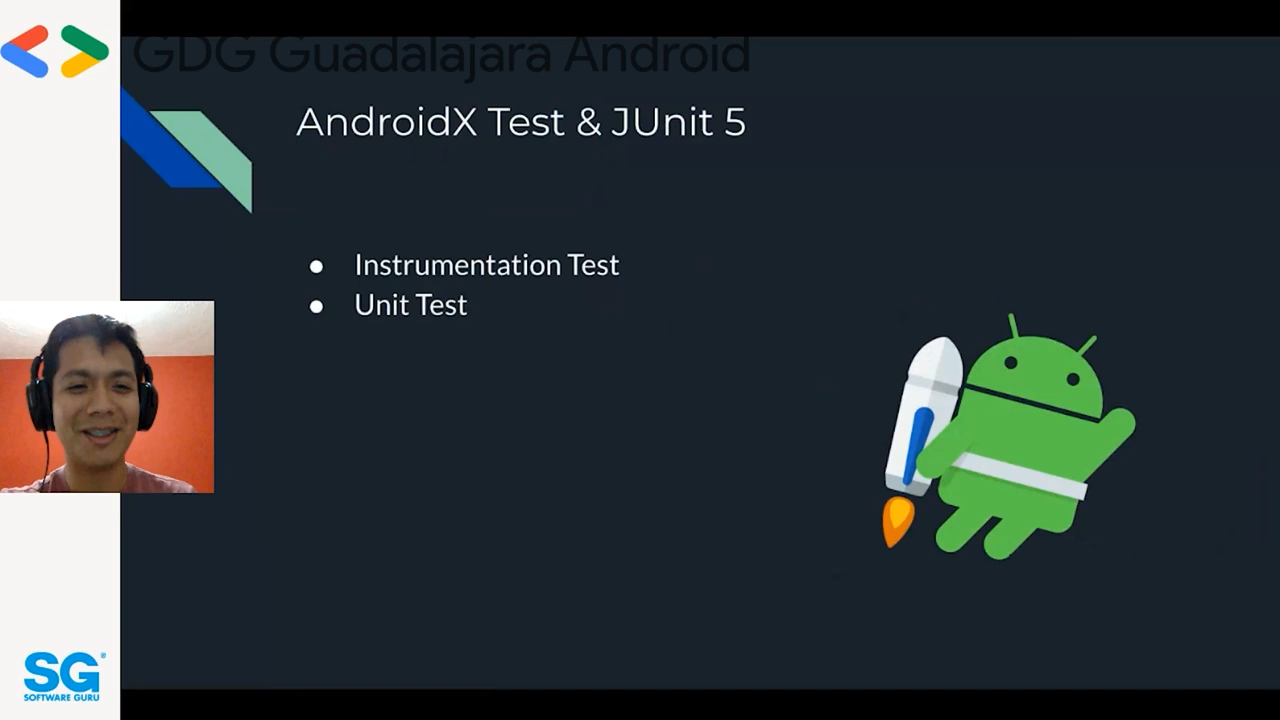 GDG Guadalajara Android
AndroidX Test & JUnit 5
● Instrumentation Test
● Unit Test
SG®
SOFTWARE GURU